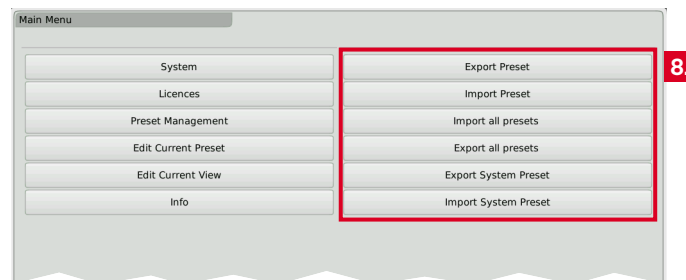 Main Menu
System
Export Preset
8.
Licences
Import Preset
Preset Management
Import all presets
Edit Current Preset
Export all presets
Edit Current View
Export System Preset
Info
Import System Preset